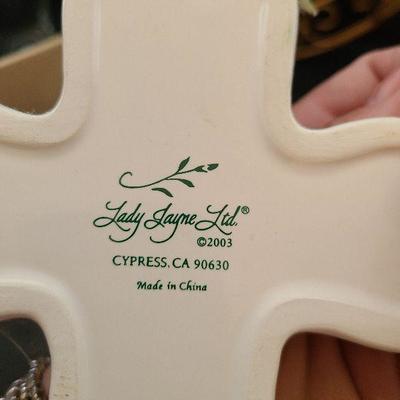 Lady Jayne Ltd.®
©2003
CYPRESS, CA 90630
Made in China